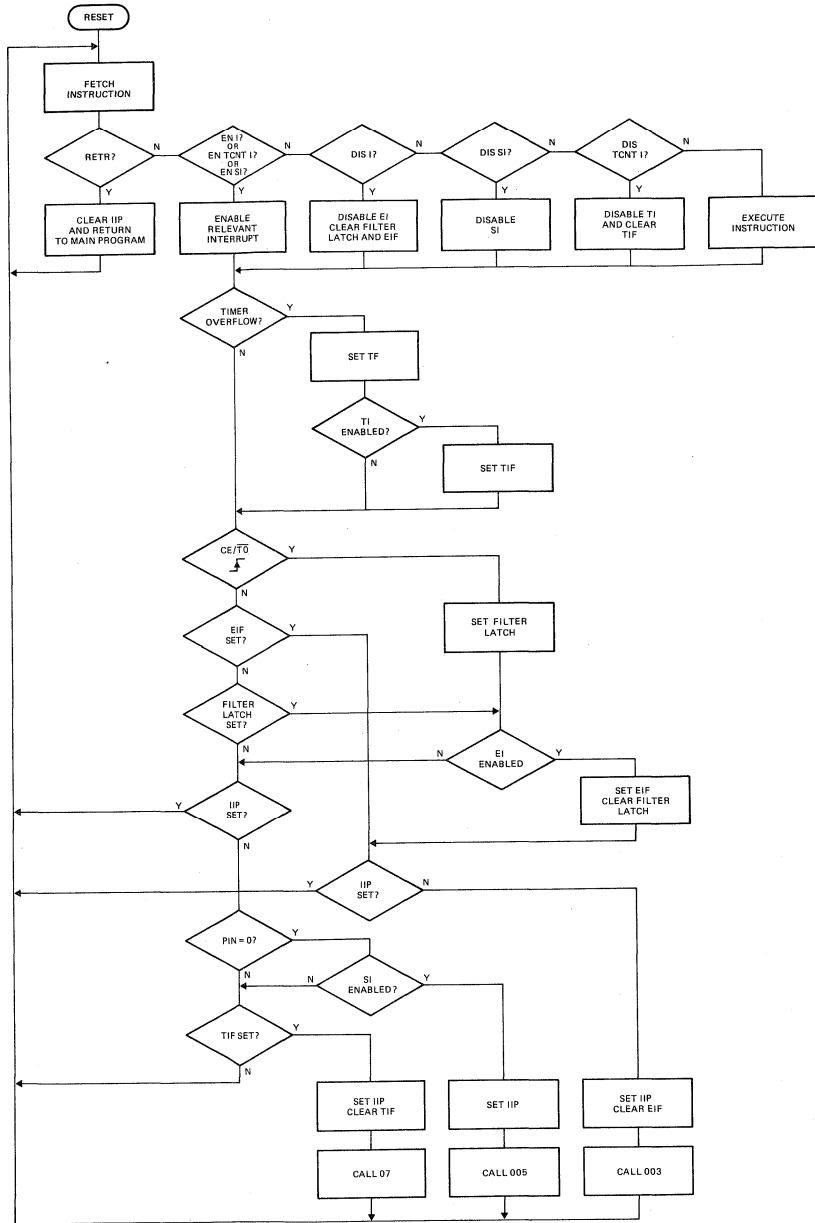 RESET
FETCH
INSTRUCTION
RETR?
N
Y
EN I?
OR
EN TCNT I?
OR
EN SI?
N
Y
DIS I?
N
Y
DIS SI?
N
Y
DIS
TCNT I?
N
Y
CLEAR IIP
AND RETURN
TO MAIN PROGRAM
ENABLE
RELEVANT
INTERRUPT
DISABLE EI
CLEAR FILTER
LATCH AND EIF
DISABLE
SI
DISABLE TI
AND CLEAR
TIF
EXECUTE
INSTRUCTION
TIMER
OVERFLOW?
Y
N
SET TF
TI
ENABLED?
Y
N
SET TIF
CE/T0
Y
N
SET FILTER
LATCH
EIF
SET?
Y
N
FILTER
LATCH
SET?
Y
N
EI
ENABLED
N
Y
SET EIF
CLEAR FILTER
LATCH
IIP
SET?
Y
N
IIP
SET?
Y
N
PIN = 0?
Y
N
SI
ENABLED?
N
Y
TIF SET?
Y
N
SET IIP
CLEAR TIF
SET IIP
SET IIP
CLEAR EIF
CALL 07
CALL 005
CALL 003